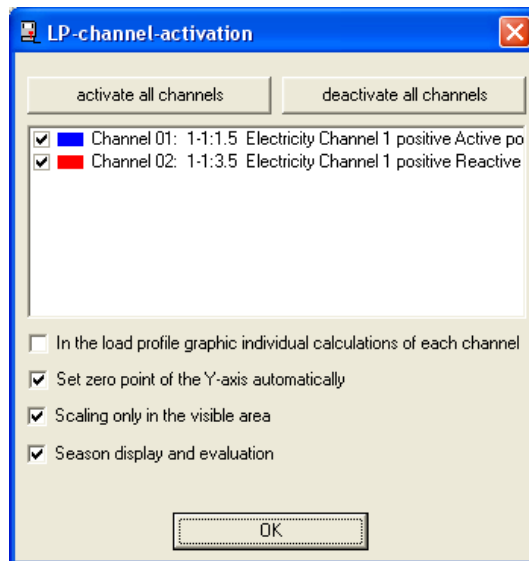 LP-channel-activation
activate all channels
deactivate all channels
Channel 01: 1-1:1.5 Electricity Channel 1 positive Active po
Channel 02: 1-1:3.5 Electricity Channel 1 positive Reactive
In the load profile graphic individual calculations of each channel
Set zero point of the Y-axis automatically
Scaling only in the visible area
Season display and evaluation
OK